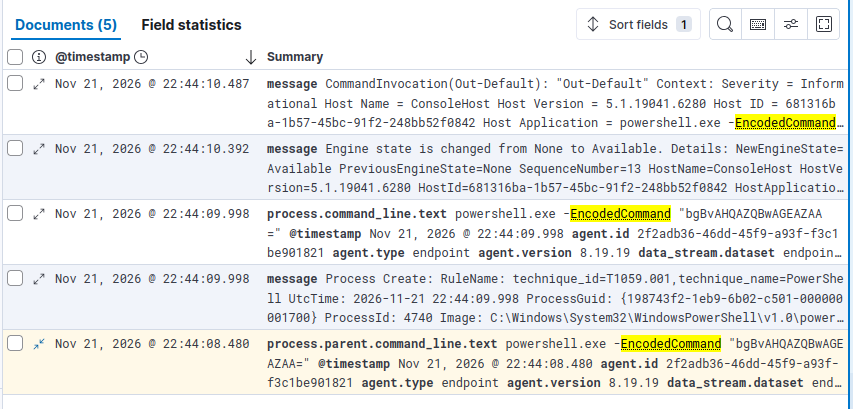 Documents (5) Field statistics Sort fields 1
@timestamp Summary
Nov 21, 2026 @ 22:44:10.487 message CommandInvocation(Out-Default): "Out-Default" Context: Severity = Inform
ational Host Name = ConsoleHost Host Version = 5.1.19041.6280 Host ID = 681316b
a-1b57-45bc-91f2-248bb52f0842 Host Application = powershell.exe -EncodedCommand…
Nov 21, 2026 @ 22:44:10.392 message Engine state is changed from None to Available. Details: NewEngineState=
Available PreviousEngineState=None SequenceNumber=13 HostName=ConsoleHost HostVe
rsion=5.1.19041.6280 HostId=681316ba-1b57-45bc-91f2-248bb52f0842 HostApplicatio…
Nov 21, 2026 @ 22:44:09.998 process.command_line.text powershell.exe -EncodedCommand "bgBvAHQAZQBwAGEAZAA
=" @timestamp Nov 21, 2026 @ 22:44:09.998 agent.id 2f2adb36-46dd-45f9-a93f-f3c1
be901821 agent.type endpoint agent.version 8.19.19 data_stream.dataset endpoin…
Nov 21, 2026 @ 22:44:09.998 message Process Create: RuleName: technique_id=T1059.001,technique_name=PowerShe
ll UtcTime: 2026-11-21 22:44:09.998 ProcessGuid: {198743f2-1eb9-6b02-c501-000000
001700} ProcessId: 4740 Image: C:\Windows\System32\WindowsPowerShell\v1.0\power…
Nov 21, 2026 @ 22:44:08.480 process.parent.command_line.text powershell.exe -EncodedCommand "bgBvAHQAZQBwAGE
AZAA=" @timestamp Nov 21, 2026 @ 22:44:08.480 agent.id 2f2adb36-46dd-45f9-a93f-
f3c1be901821 agent.type endpoint agent.version 8.19.19 data_stream.dataset end…